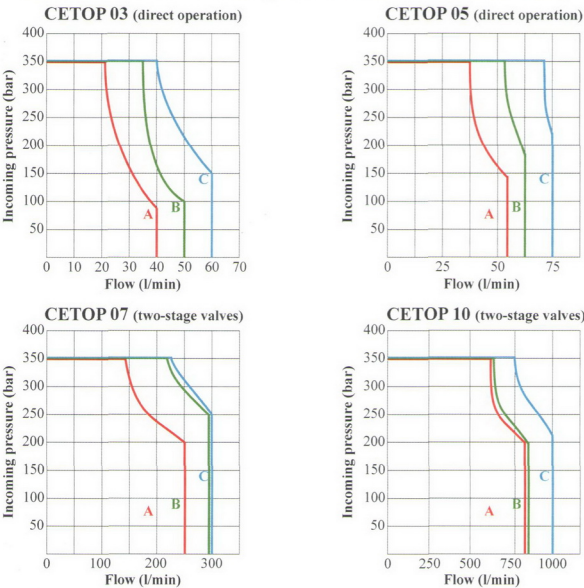 CETOP 03 (direct operation)
Incoming pressure (bar)
400
350
300
250
200
150
100
50
A
B
C
0 10 20 30 40 50 60 70
Flow (l/min)
CETOP 05 (direct operation)
Incoming pressure (bar)
400
350
300
250
200
150
100
50
A
B
C
0 25 50 75
Flow (l/min)
CETOP 07 (two-stage valves)
Incoming pressure (bar)
400
350
300
250
200
150
100
50
A
B
C
0 100 200 300
Flow (l/min)
CETOP 10 (two-stage valves)
Incoming pressure (bar)
400
350
300
250
200
150
100
50
A
B
C
0 250 500 750 1000
Flow (l/min)